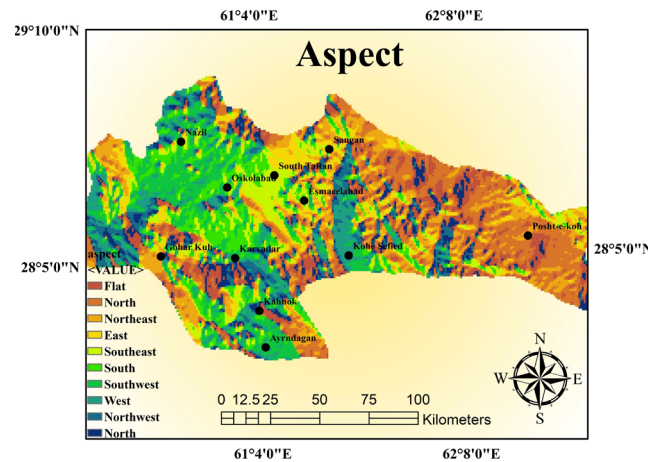 61°4'0"E 62°8'0"E
29°10'0"N
Aspect
Nazil
Sangan
South-Taftan
Oskolabad
Esmaeelabad
Posht-e-koh
Gohar Kuh
Karvadar
Kohe Sefied
28°5'0"N
28°5'0"N
aspect
<VALUE>
Flat
North
Northeast
East
Southeast
South
Southwest
West
Northwest
North
Kahnok
Ayrndagan
N
W E
S
0 12.5 25 50 75 100
Kilometers
61°4'0"E 62°8'0"E